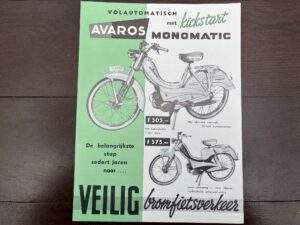 VOLAUTOMATISCH
met kickstart
AVAROS MONOMATIC
f 505,-
De belangrijkste
stap
sedert jaren
naar....
f 575,-
VEILIG bromfietsverkeer